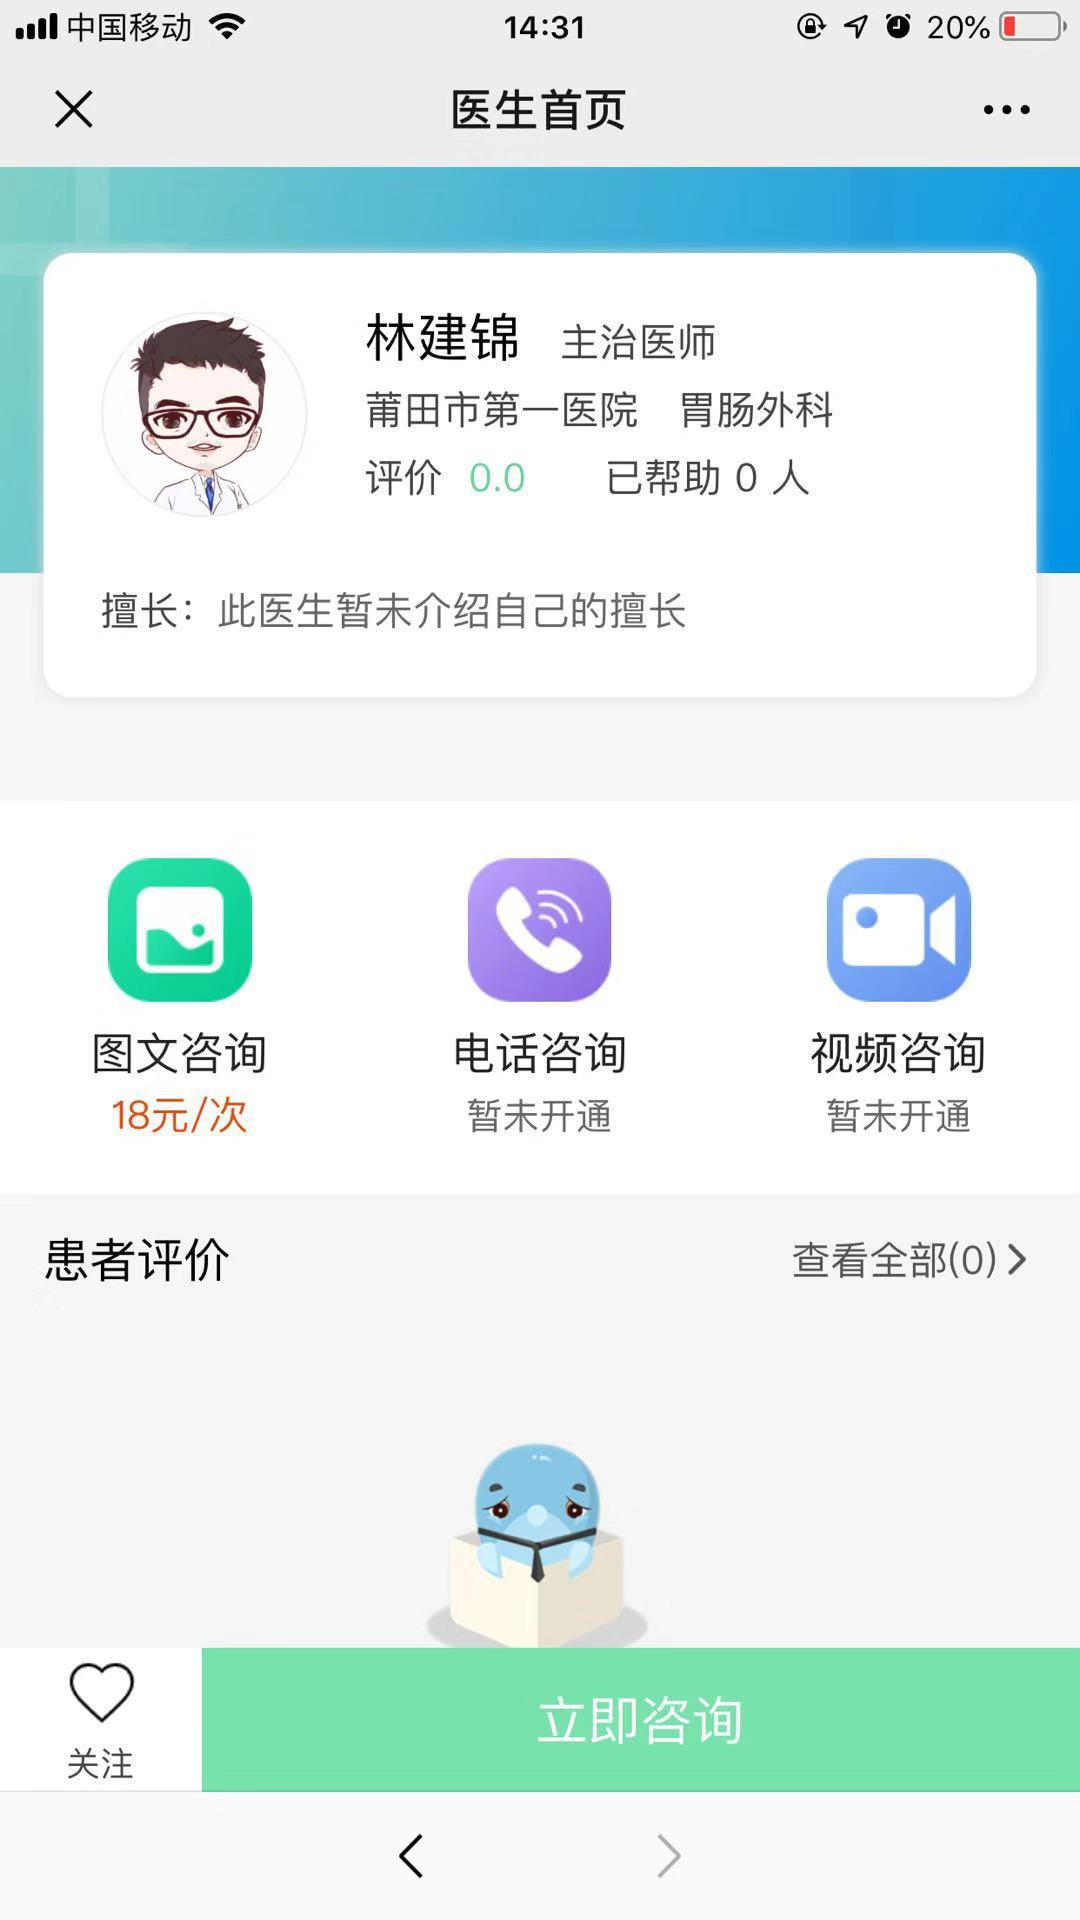 中国移动 14:31 20%
医生首页
林建锦 主治医师
莆田市第一医院 胃肠外科
评价 0.0 已帮助 0 人
擅长：此医生暂未介绍自己的擅长
图文咨询 电话咨询 视频咨询
18元/次 暂未开通 暂未开通
患者评价 查看全部(0)
立即咨询
关注